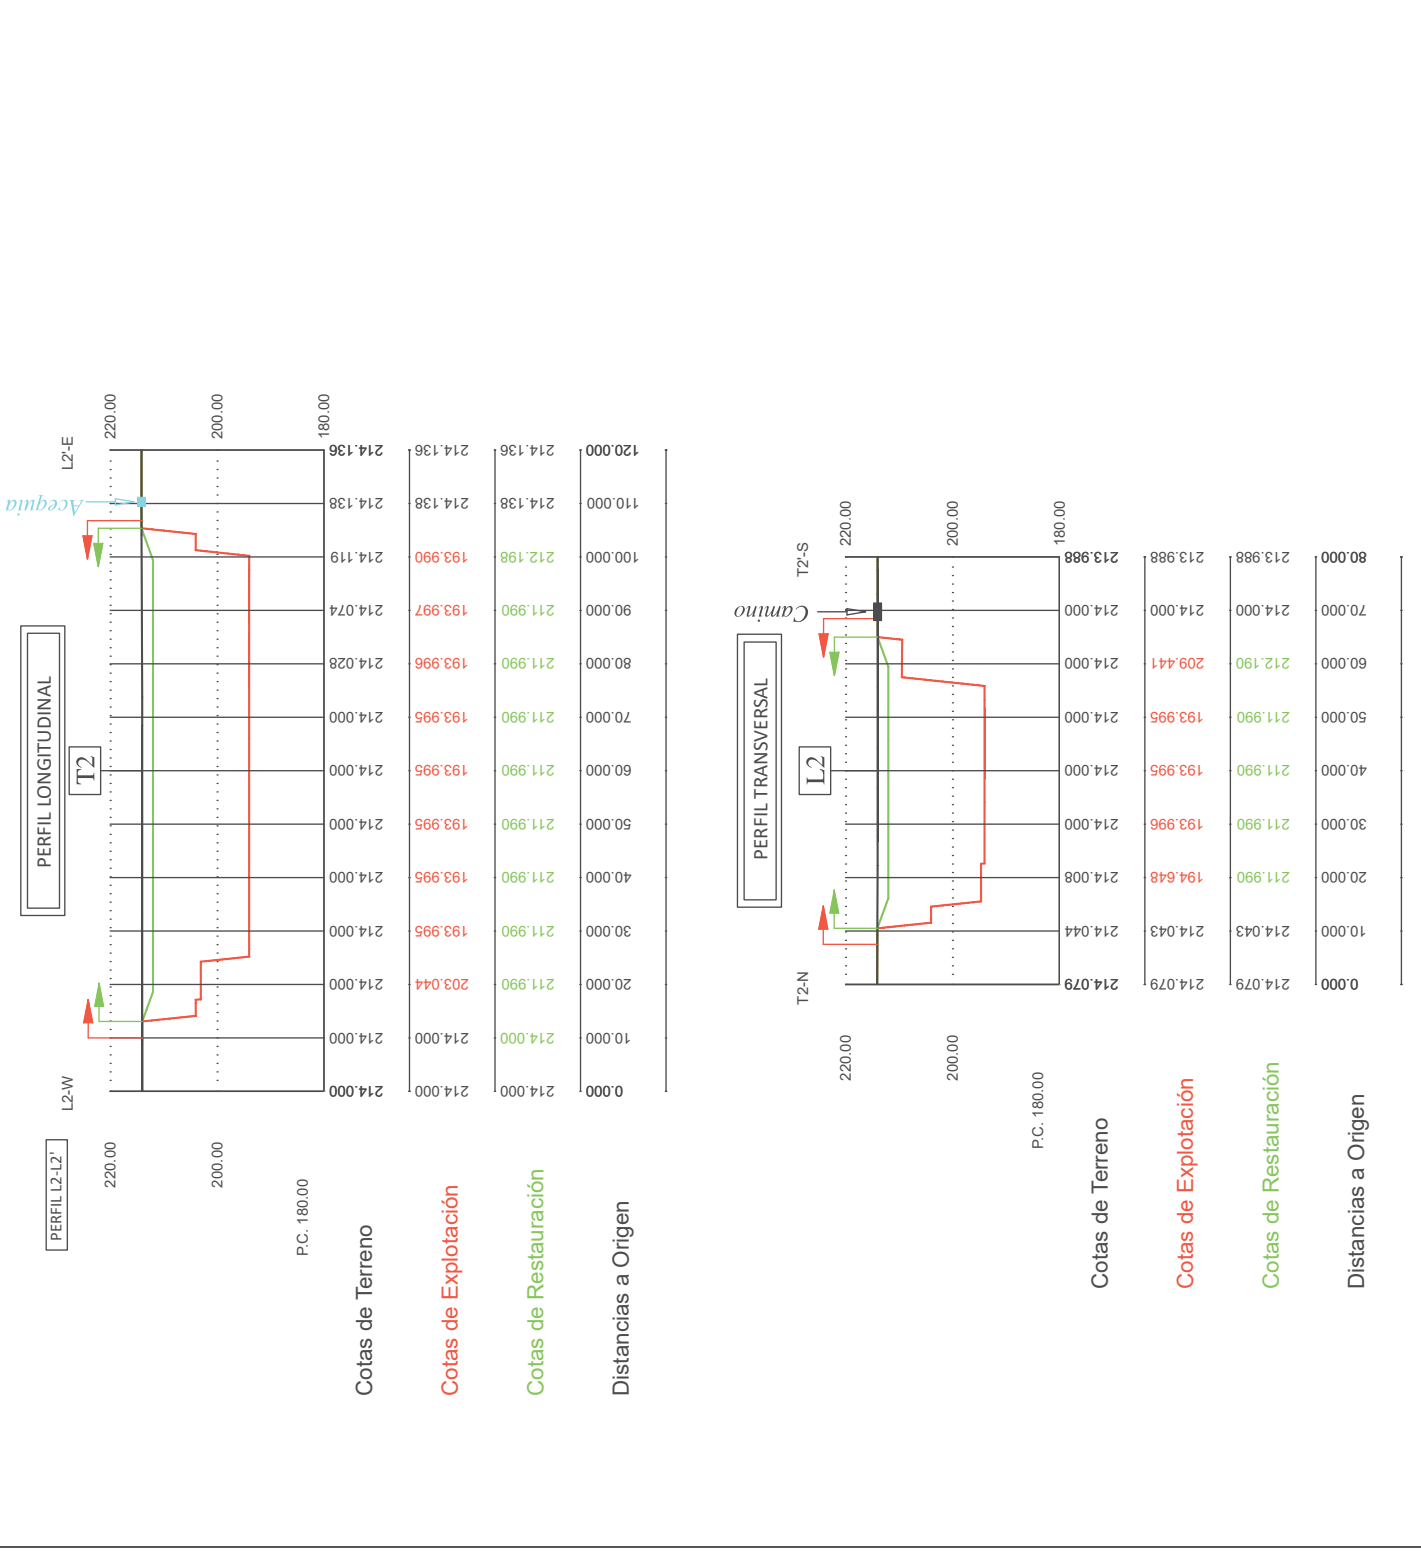 PERFIL L2-L2'
PERFIL LONGITUDINAL
T2
L2-W
L2'-E
Acequia
220.00
220.00
200.00
200.00
P.C. 180.00
180.00
Cotas de Terreno
214.000 214.000 214.000 214.000 214.000 214.000 214.000 214.000 214.028 214.074 214.119 214.138 214.136
Cotas de Explotación
214.000 214.000 203.044 193.995 193.995 193.995 193.995 193.995 193.996 193.997 193.990 214.138 214.136
Cotas de Restauración
214.000 214.000 211.990 211.990 211.990 211.990 211.990 211.990 211.990 211.990 212.198 214.138 214.136
Distancias a Origen
0.000 10.000 20.000 30.000 40.000 50.000 60.000 70.000 80.000 90.000 100.000 110.000 120.000
PERFIL TRANSVERSAL
L2
T2-N
T2'-S
Camino
220.00
220.00
200.00
200.00
P.C. 180.00
180.00
Cotas de Terreno
214.079 214.044 214.008 214.000 214.000 214.000 214.000 214.000 213.988
Cotas de Explotación
214.079 214.043 194.648 193.996 193.995 193.995 209.441 214.000 213.988
Cotas de Restauración
214.079 214.043 211.990 211.990 211.990 211.990 212.190 214.000 213.988
Distancias a Origen
0.000 10.000 20.000 30.000 40.000 50.000 60.000 70.000 80.000